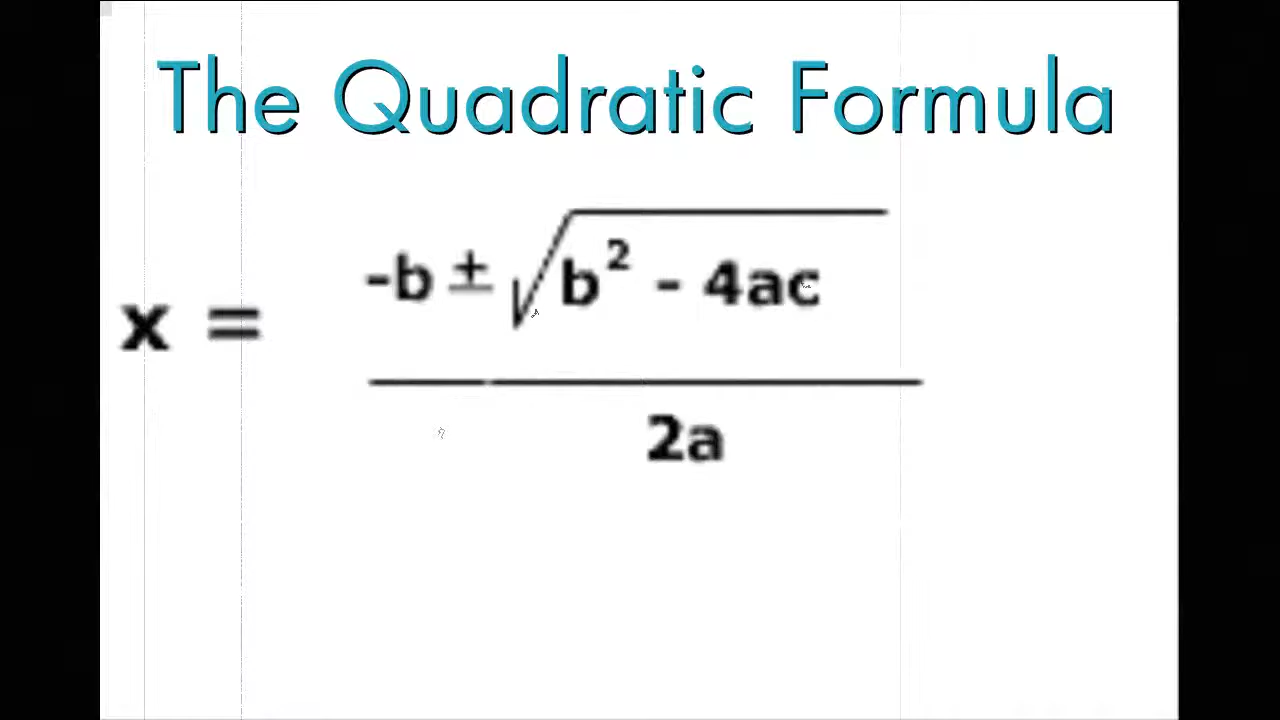 The Quadratic Formula
x = -b ± √b² - 4ac
2a